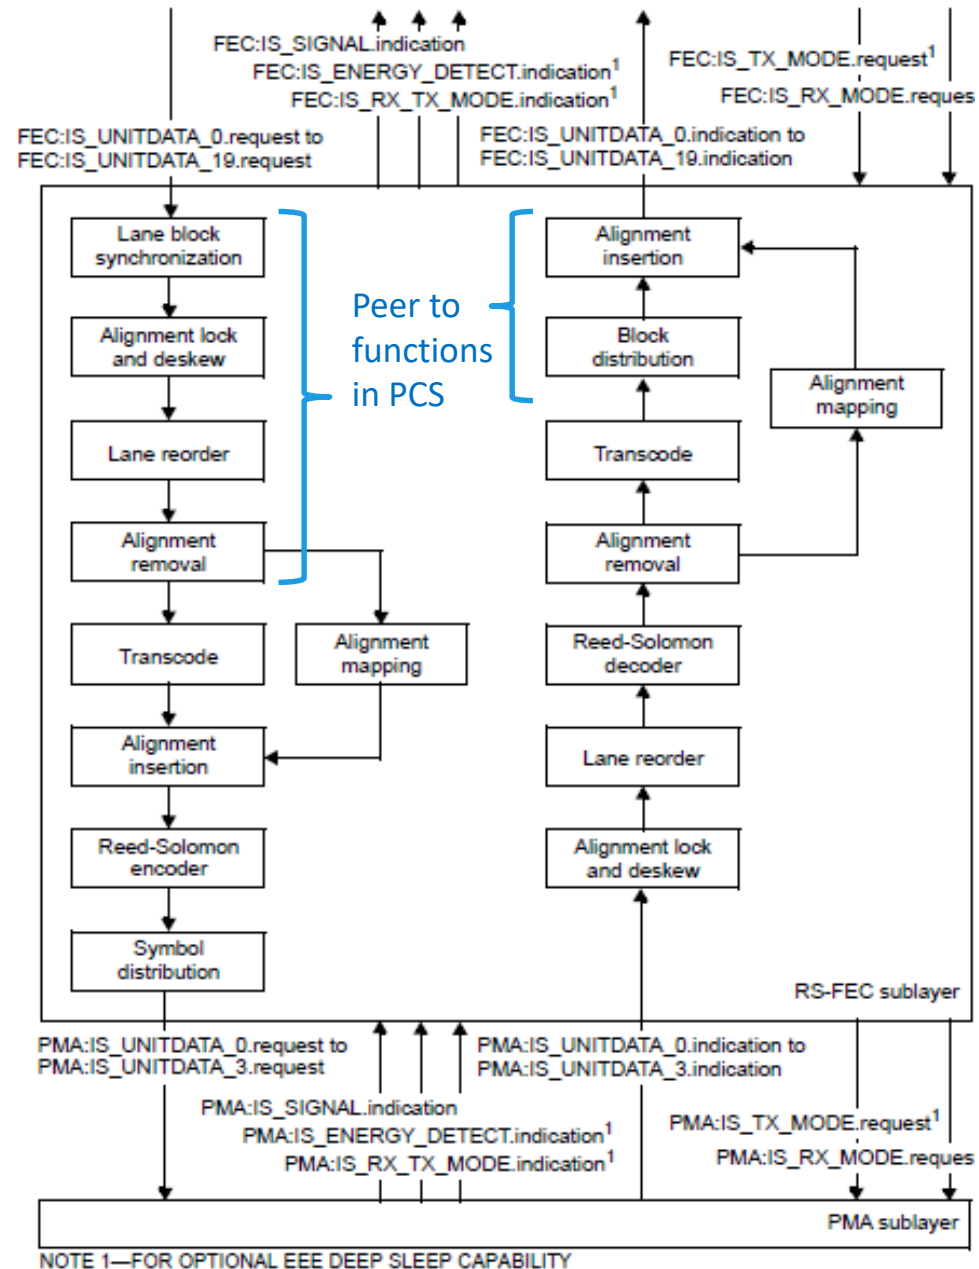 FEC:IS_SIGNAL.indication
FEC:IS_ENERGY_DETECT.indication1
FEC:IS_RX_TX_MODE.indication1
FEC:IS_TX_MODE.request1
FEC:IS_RX_MODE.reques
FEC:IS_UNITDATA_0.request to
FEC:IS_UNITDATA_19.request
FEC:IS_UNITDATA_0.indication to
FEC:IS_UNITDATA_19.indication
Lane block
synchronization
Alignment lock
and deskew
Lane reorder
Alignment
removal
Transcode
Alignment
mapping
Alignment
insertion
Reed-Solomon
encoder
Symbol
distribution
Peer to
functions
in PCS
Alignment
insertion
Block
distribution
Alignment
mapping
Transcode
Alignment
removal
Reed-Solomon
decoder
Lane reorder
Alignment lock
and deskew
RS-FEC sublayer
PMA:IS_UNITDATA_0.request to
PMA:IS_UNITDATA_3.request
PMA:IS_UNITDATA_0.indication to
PMA:IS_UNITDATA_3.indication
PMA:IS_SIGNAL.indication
PMA:IS_ENERGY_DETECT.indication1
PMA:IS_RX_TX_MODE.indication1
PMA:IS_TX_MODE.request1
PMA:IS_RX_MODE.reques
PMA sublayer
NOTE 1—FOR OPTIONAL EEE DEEP SLEEP CAPABILITY